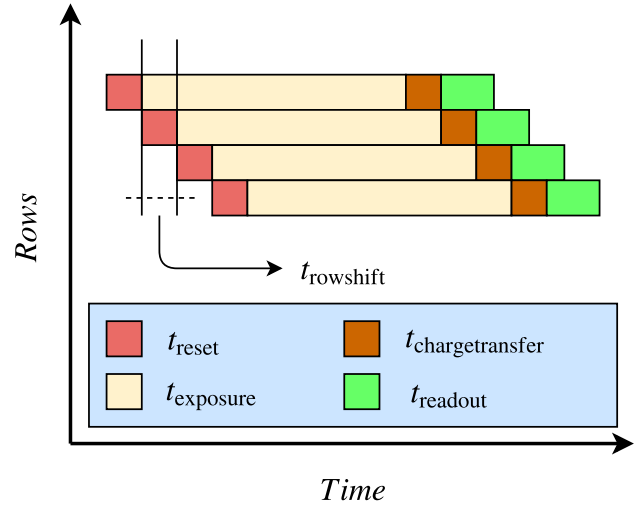 Rows
t_rowshift
t_reset
t_chargetransfer
t_exposure
t_readout
Time